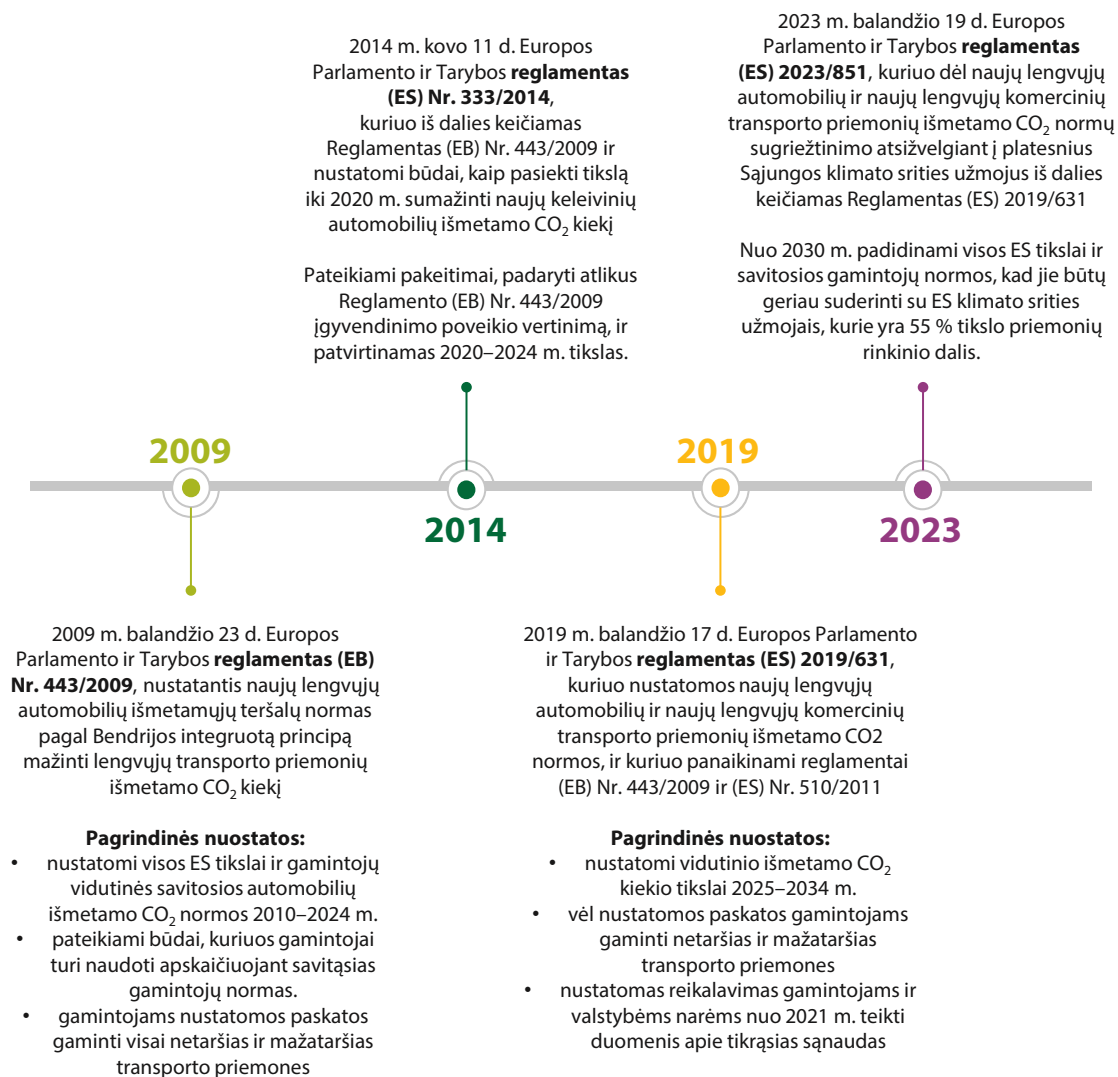 2014 m. kovo 11 d. Europos
Parlamento ir Tarybos reglamentas
(ES) Nr. 333/2014,
kuriuo iš dalies keičiamas
Reglamentas (EB) Nr. 443/2009 ir
nustatomi būdai, kaip pasiekti tikslą
iki 2020 m. sumažinti naujų keleivinių
automobilių išmetamo CO₂ kiekį
Pateikiami pakeitimai, padaryti atlikus
Reglamento (EB) Nr. 443/2009
įgyvendinimo poveikio vertinimą, ir
patvirtinamas 2020–2024 m. tikslas.
2023 m. balandžio 19 d. Europos
Parlamento ir Tarybos reglamentas
(ES) 2023/851, kuriuo dėl naujų lengvųjų
automobilių ir naujų lengvųjų komercinių
transporto priemonių išmetamo CO₂ normų
sugriežtinimo atsižvelgiant į platesnius
Sąjungos klimato srities užmojus iš dalies
keičiamas Reglamentas (ES) 2019/631
Nuo 2030 m. padidinami visos ES tikslai ir
savitosios gamintojų normos, kad jie būtų
geriau suderinti su ES klimato srities
užmojais, kurie yra 55 % tikslo priemonių
rinkinio dalis.
2009
2014
2019
2023
2009 m. balandžio 23 d. Europos
Parlamento ir Tarybos reglamentas (EB)
Nr. 443/2009, nustatantis naujų lengvųjų
automobilių išmetamųjų teršalų normas
pagal Bendrijos integruotą principą
mažinti lengvųjų transporto priemonių
išmetamo CO₂ kiekį
Pagrindinės nuostatos:
• nustatomi visos ES tikslai ir gamintojų
vidutinės savitosios automobilių
išmetamo CO₂ normos 2010–2024 m.
• pateikiami būdai, kuriuos gamintojai
turi naudoti apskaičiuojant savitąsias
gamintojų normas.
• gamintojams nustatomos paskatos
gaminti visai netaršias ir mažataršias
transporto priemones
2019 m. balandžio 17 d. Europos Parlamento
ir Tarybos reglamentas (ES) 2019/631,
kuriuo nustatomos naujų lengvųjų
automobilių ir naujų lengvųjų komercinių
transporto priemonių išmetamo CO2
normos, ir kuriuo panaikinami reglamentai
(EB) Nr. 443/2009 ir (ES) Nr. 510/2011
Pagrindinės nuostatos:
• nustatomi vidutinio išmetamo CO₂
kiekio tikslai 2025–2034 m.
• vėl nustatomos paskatos gamintojams
gaminti netaršias ir mažataršias
transporto priemones
• nustatomas reikalavimas gamintojams ir
valstybėms narėms nuo 2021 m. teikti
duomenis apie tikrąsias sąnaudas